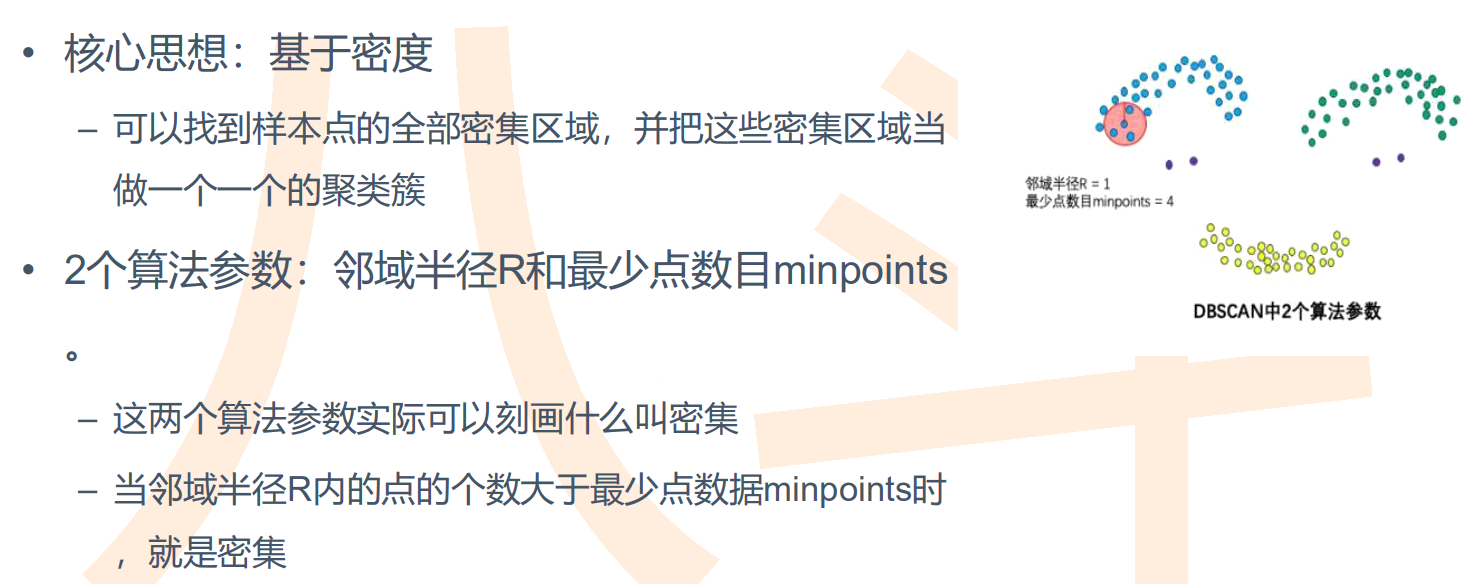 • 核心思想：基于密度
– 可以找到样本点的全部密集区域，并把这些密集区域当
做一个一个的聚类簇
• 2个算法参数：邻域半径R和最少点数目minpoints
。
– 这两个算法参数实际可以刻画什么叫密集
– 当邻域半径R内的点的个数大于最少点数据minpoints时
，就是密集
邻域半径R = 1
最少点数目minpoints = 4
DBSCAN中2个算法参数